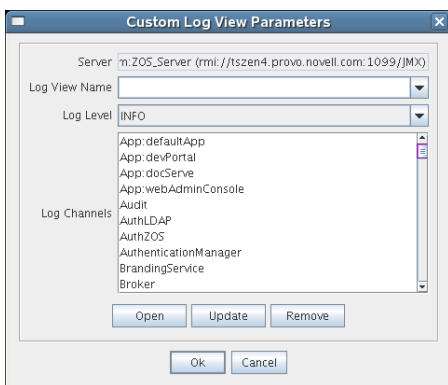 Custom Log View Parameters
Server m:ZOS_Server (rmi://tszen4.provo.novell.com:1099/JMX)
Log View Name
Log Level INFO
Log Channels
App:defaultApp
App:devPortal
App:docServe
App:webAdminConsole
Audit
AuthLDAP
AuthZOS
AuthenticationManager
BrandingService
Broker
Open Update Remove
Ok Cancel